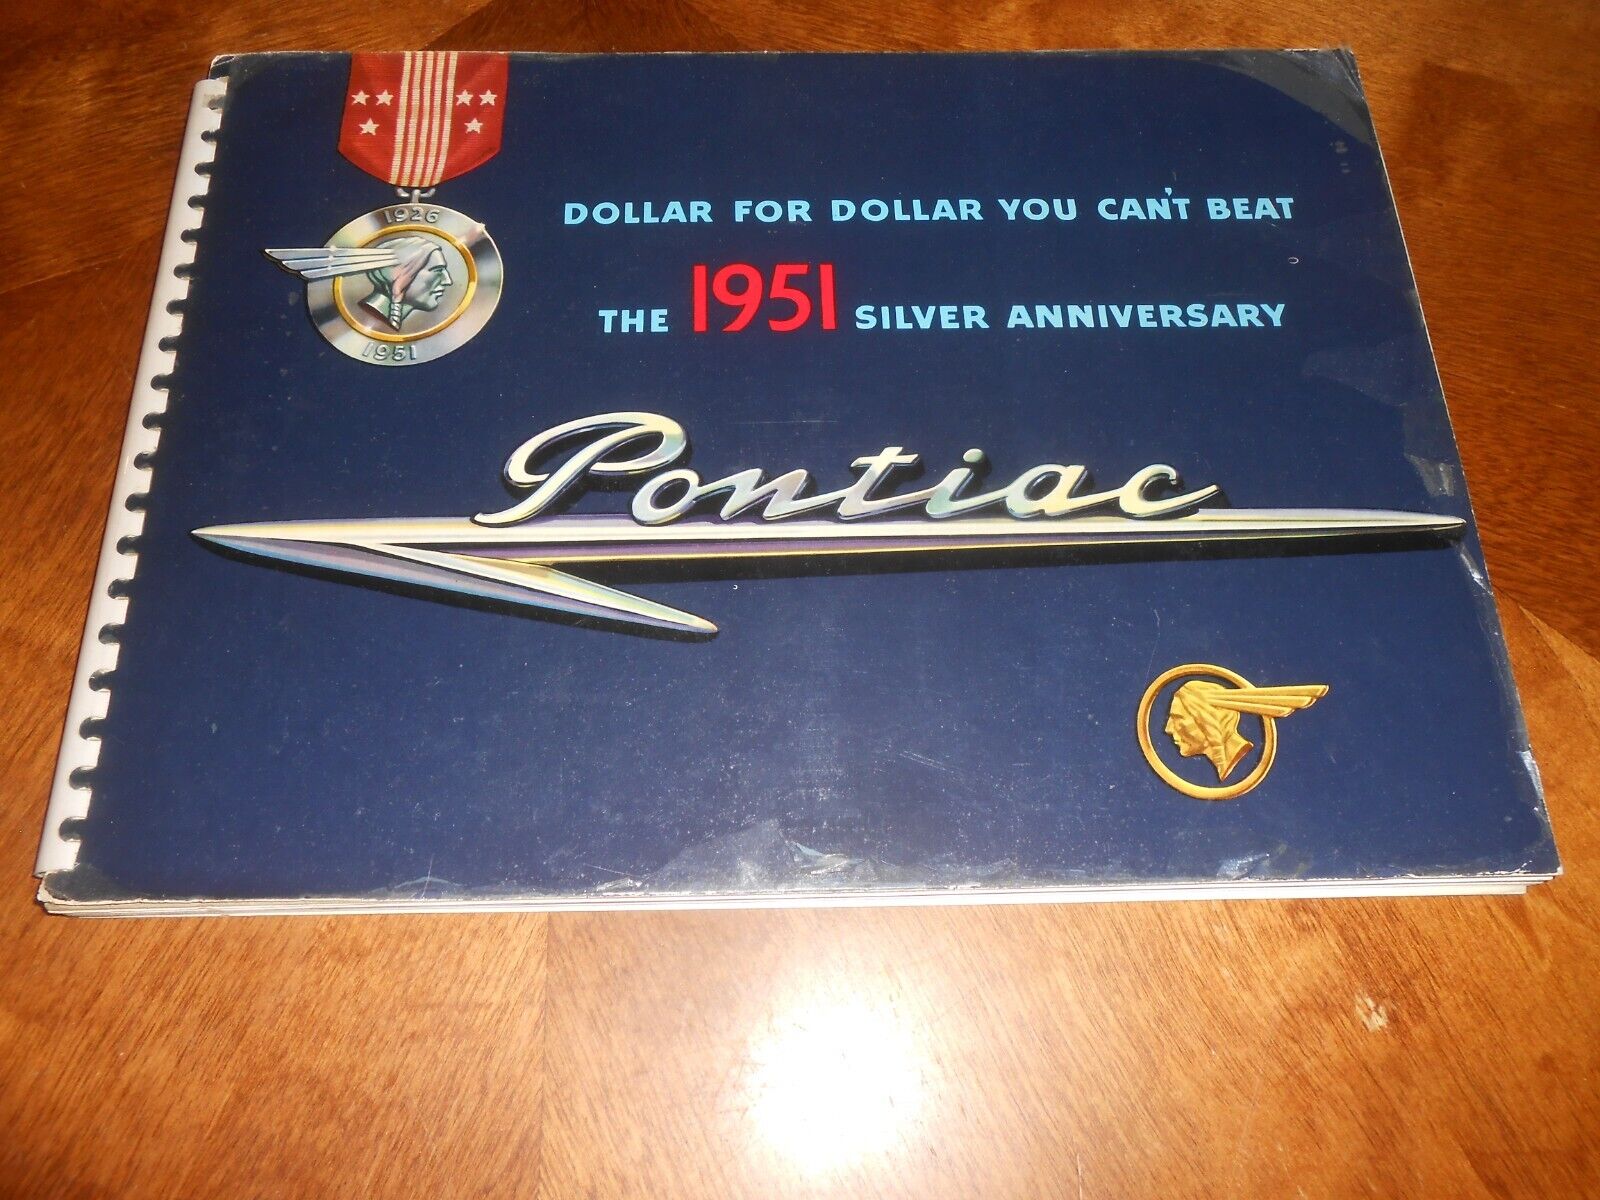 1926
1951
DOLLAR FOR DOLLAR YOU CAN'T BEAT
THE 1951 SILVER ANNIVERSARY
Pontiac